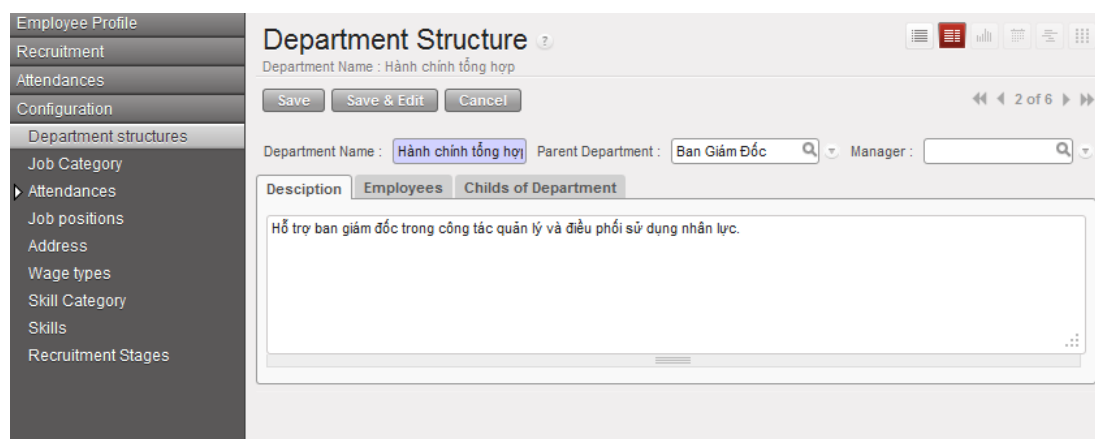 Employee Profile
Recruitment
Attendances
Configuration
Department structures
Job Category
Attendances
Job positions
Address
Wage types
Skill Category
Skills
Recruitment Stages
Department Structure ?
Department Name : Hành chính tổng hợp
Save Save & Edit Cancel 2 of 6
Department Name : Hành chính tổng hợp Parent Department : Ban Giám Đốc Manager :
Desciption Employees Childs of Department
Hỗ trợ ban giám đốc trong công tác quản lý và điều phối sử dụng nhân lực.